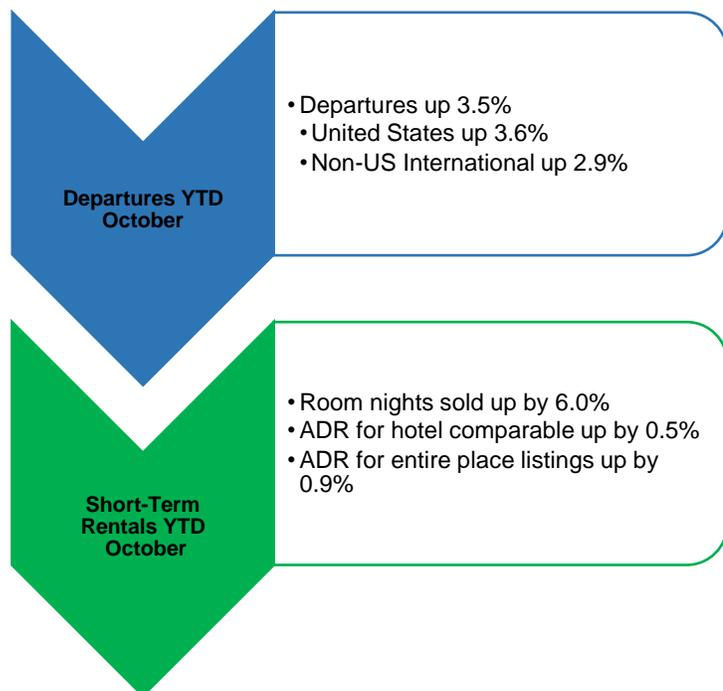 Departures YTD
October
• Departures up 3.5%
• United States up 3.6%
• Non-US International up 2.9%
Short-Term
Rentals YTD
October
• Room nights sold up by 6.0%
• ADR for hotel comparable up by 0.5%
• ADR for entire place listings up by
0.9%